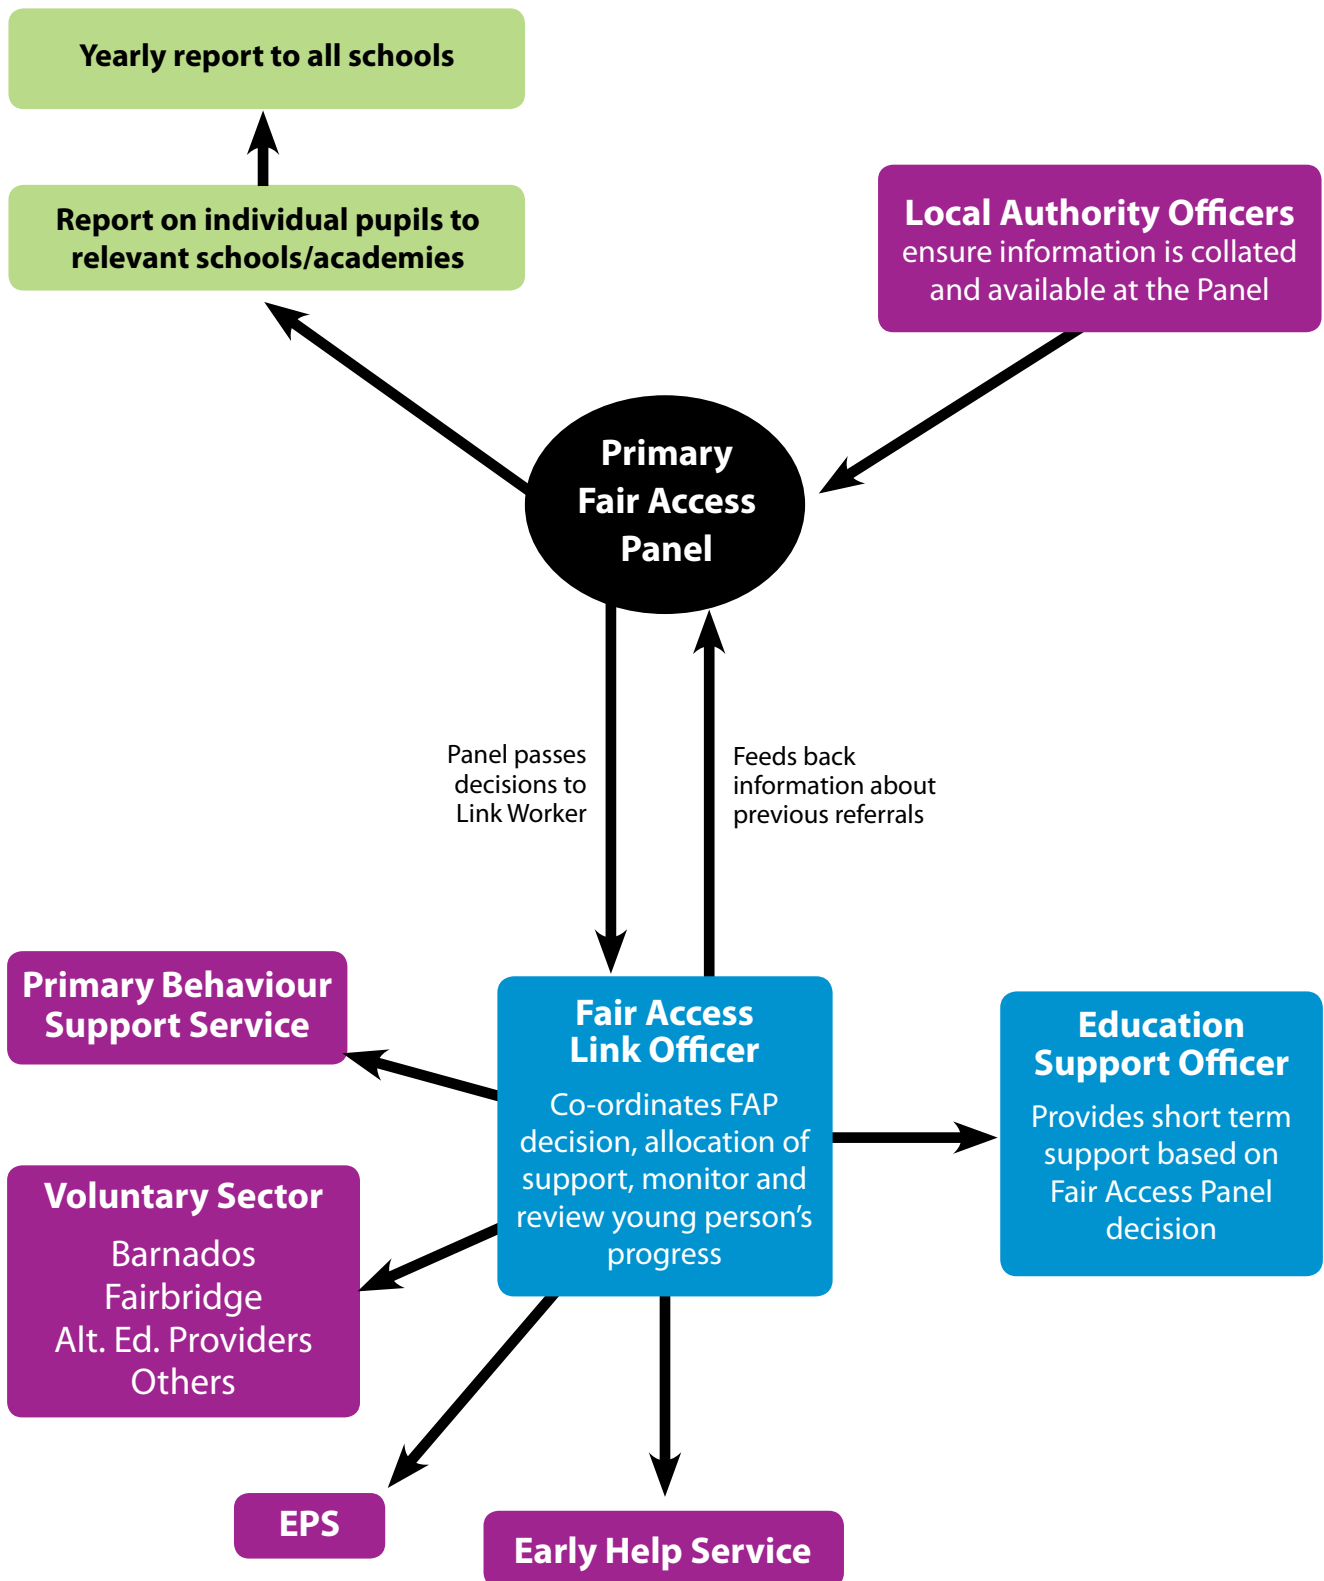 Yearly report to all schools
Report on individual pupils to
relevant schools/academies
Local Authority Officers
ensure information is collated
and available at the Panel
Primary
Fair Access
Panel
Panel passes
decisions to
Link Worker
Feeds back
information about
previous referrals
Primary Behaviour
Support Service
Fair Access
Link Officer
Co-ordinates FAP
decision, allocation of
support, monitor and
review young person’s
progress
Education
Support Officer
Provides short term
support based on
Fair Access Panel
decision
Voluntary Sector
Barnados
Fairbridge
Alt. Ed. Providers
Others
EPS
Early Help Service